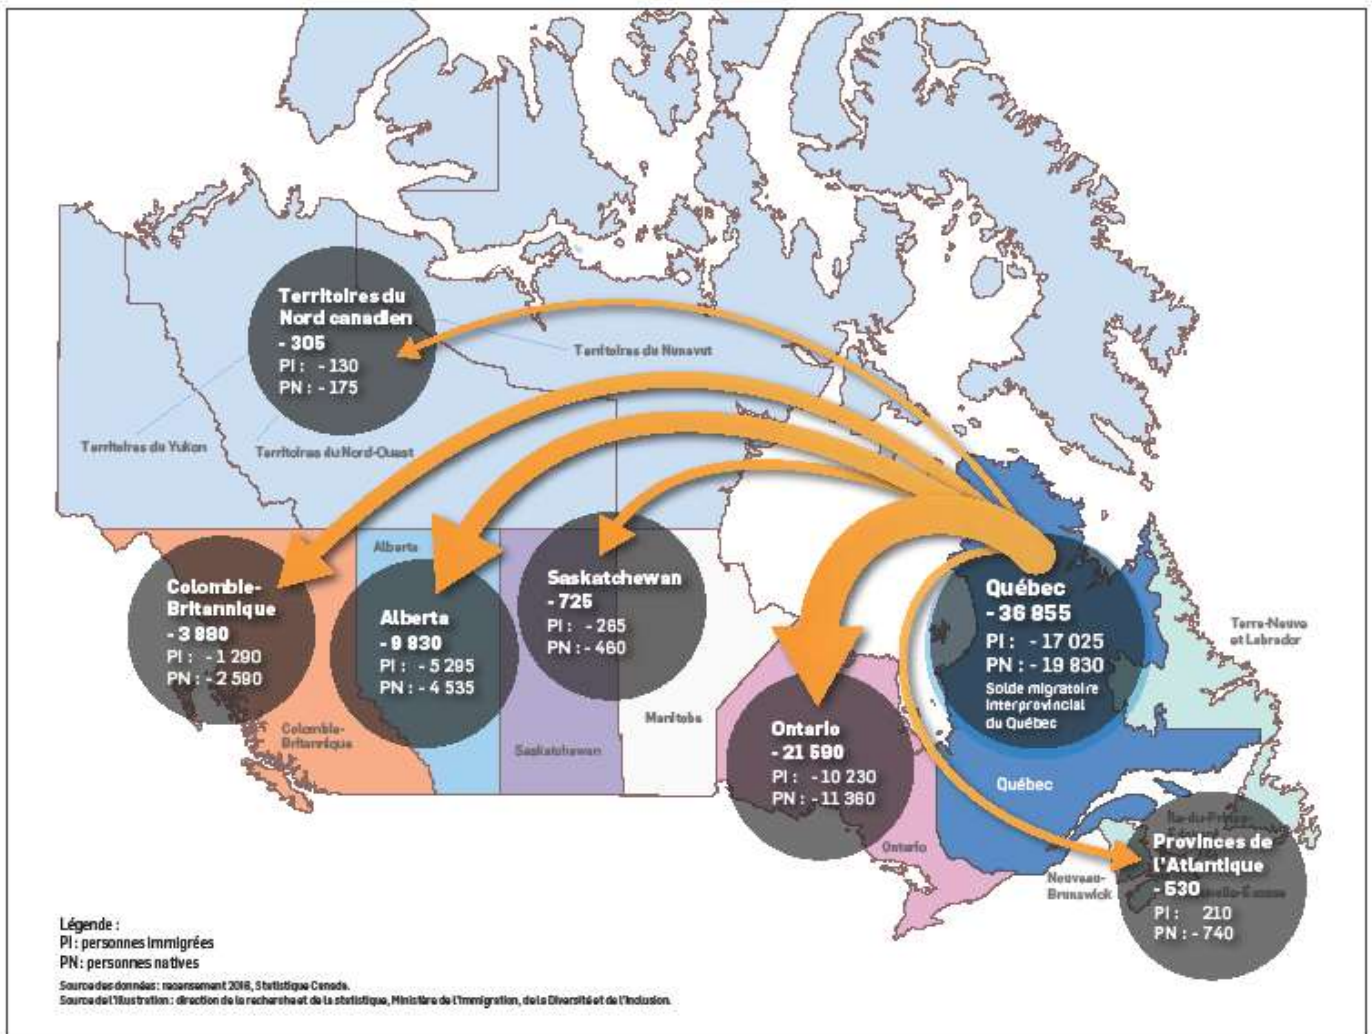 Territoires du
Nord canadien
- 305
PI : - 130
PN : - 175
Territoires du Nunavut
Territoires du Yukon
Territoires du Nord-Ouest
Alberta
Colombie-
Britannique
- 3 880
PI : - 1 290
PN : - 2 590
Alberta
- 9 830
PI : - 5 295
PN : - 4 535
Saskatchewan
- 725
PI : - 265
PN : - 460
Québec
- 36 855
PI : - 17 025
PN : - 19 830
Solde migratoire
interprovincial
du Québec
Terre-Neuve
et Labrador
Colombie-
Britannique
Saskatchewan
Manitoba
Ontario
- 21 590
PI : - 10 230
PN : - 11 360
Québec
Ontario
Île-du-Prince-
Provinces de
l'Atlantique
- 530
PI : 210
PN : - 740
Nouveau-
Brunswick
Légende :
PI : personnes immigrées
PN : personnes natives
Source des données : recensement 2016, Statistique Canada.
Source de l'illustration : direction de la recherche et de la statistique, Ministère de l'Immigration, de la Diversité et de l'Inclusion.